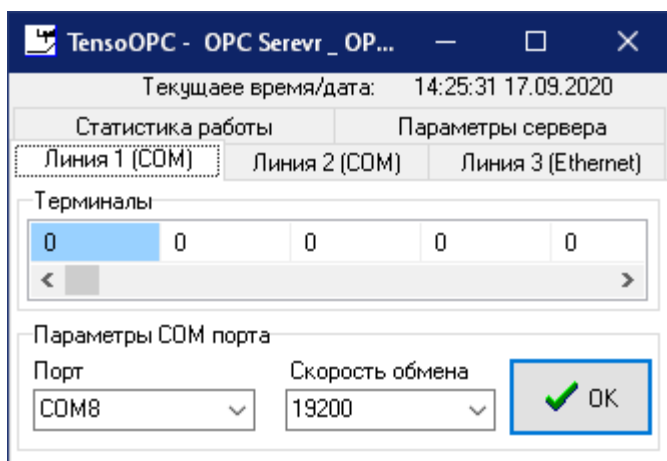 TensoOPC - OPC Serevr _ OP...
Текущаее время/дата: 14:25:31 17.09.2020
Статистика работы Параметры сервера
Линия 1 (COM) Линия 2 (COM) Линия 3 (Ethernet)
Терминалы
0 0 0 0 0
Параметры COM порта
Порт Скорость обмена
COM8 19200 OK